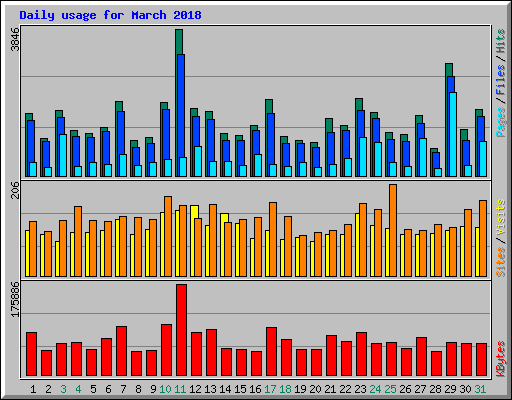 Daily usage for March 2018
3846
Pages / Files / Hits
206
Sites / Visits
175886
KBytes
1 2 3 4 5 6 7 8 9 10 11 12 13 14 15 16 17 18 19 20 21 22 23 24 25 26 27 28 29 30 31